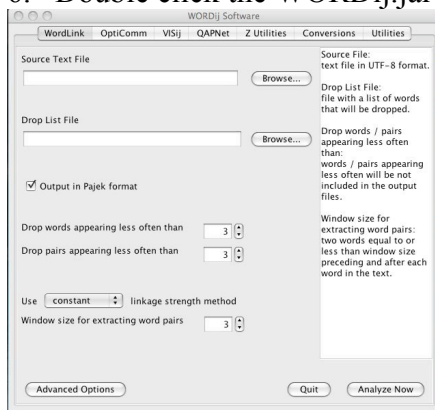 6. Double click the WORDij.jar
WORDij Software
WordLink OptiComm VISij QAPNet Z Utilities Conversions Utilities
Source Text File
Browse...
Drop List File
Browse...
Output in Pajek format
Drop words appearing less often than 3
Drop pairs appearing less often than 3
Use constant linkage strength method
Window size for extracting word pairs 3
Source File:
text file in UTF-8 format.
Drop List File:
file with a list of words
that will be dropped.
Drop words / pairs
appearing less often
than:
words / pairs appearing
less often will be not
included in the output
files.
Window size for
extracting word pairs:
two words equal to or
less than window size
preceding and after each
word in the text.
Advanced Options Quit Analyze Now